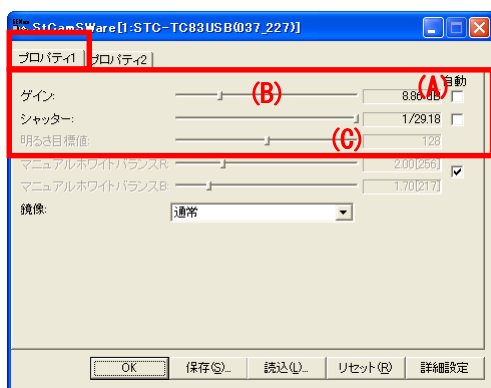 StCamSWare[1:STC-TC83USB(037_227)]
プロパティ1 プロパティ2
自動
ゲイン: (B) (A)
シャッター: 1/29.18
明るさ目標値: (C) 128
マニュアルホワイトバランスR: 2.00[256]
マニュアルホワイトバランスB: 1.70[217]
鏡像: 通常
OK 保存(S)... 読込(L)... リセット(R) 詳細設定